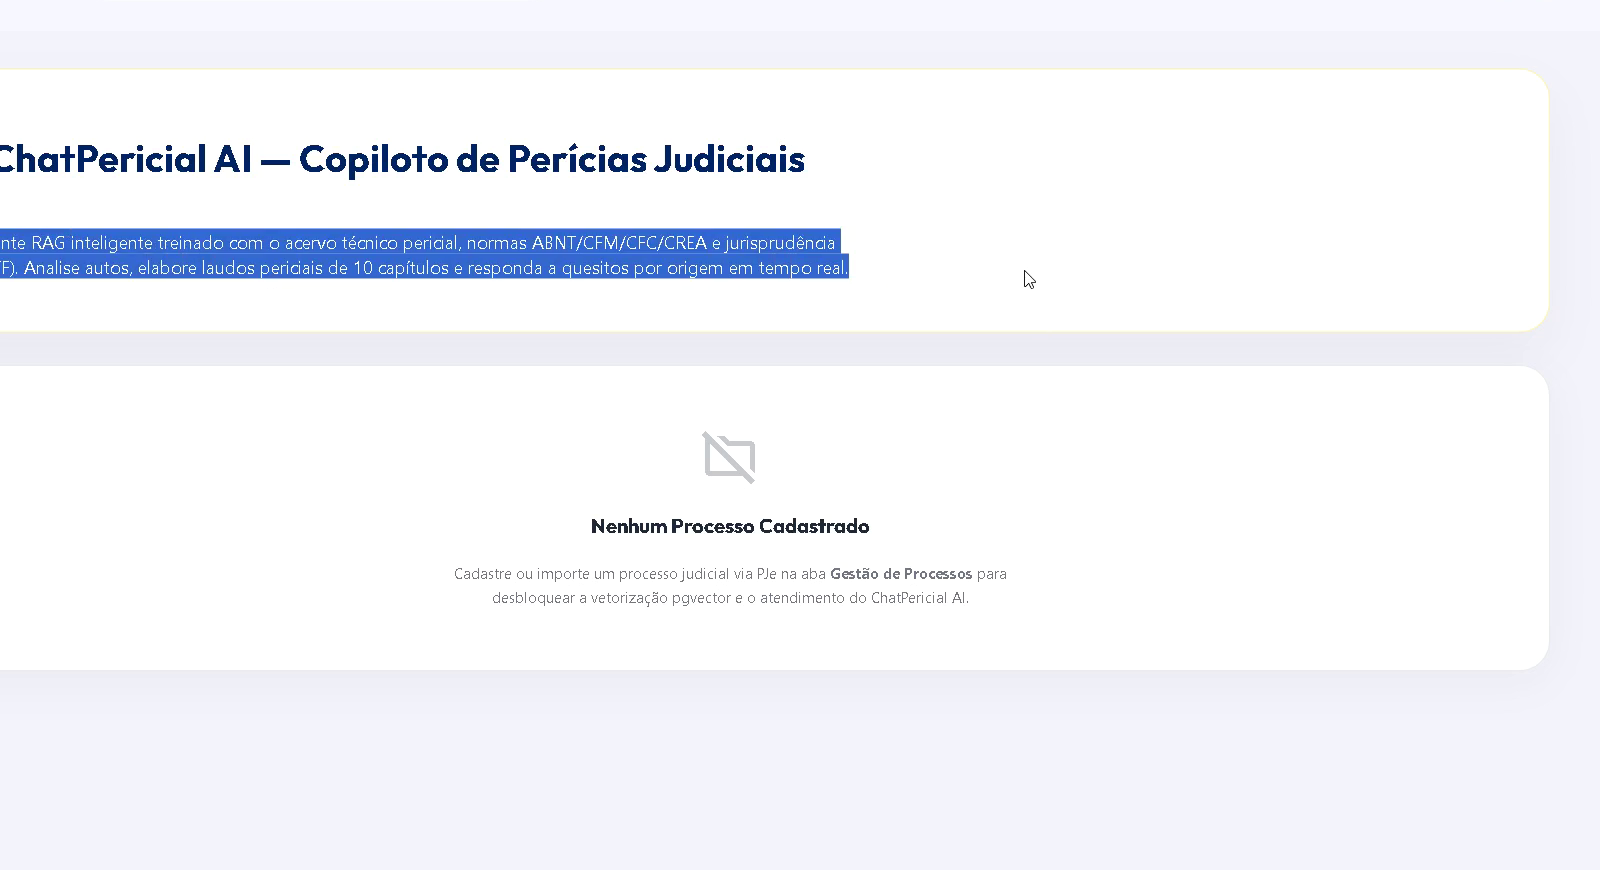 ChatPericial AI — Copiloto de Perícias Judiciais
RAG inteligente treinado com o acervo técnico pericial, normas ABNT/CFM/CFC/CREA e jurisprudência
Analise autos, elabore laudos periciais de 10 capítulos e responda a quesitos por origem em tempo real.
Nenhum Processo Cadastrado
Cadastre ou importe um processo judicial via PJe na aba Gestão de Processos para
desbloquear a vetorização pgvector e o atendimento do ChatPericial AI.